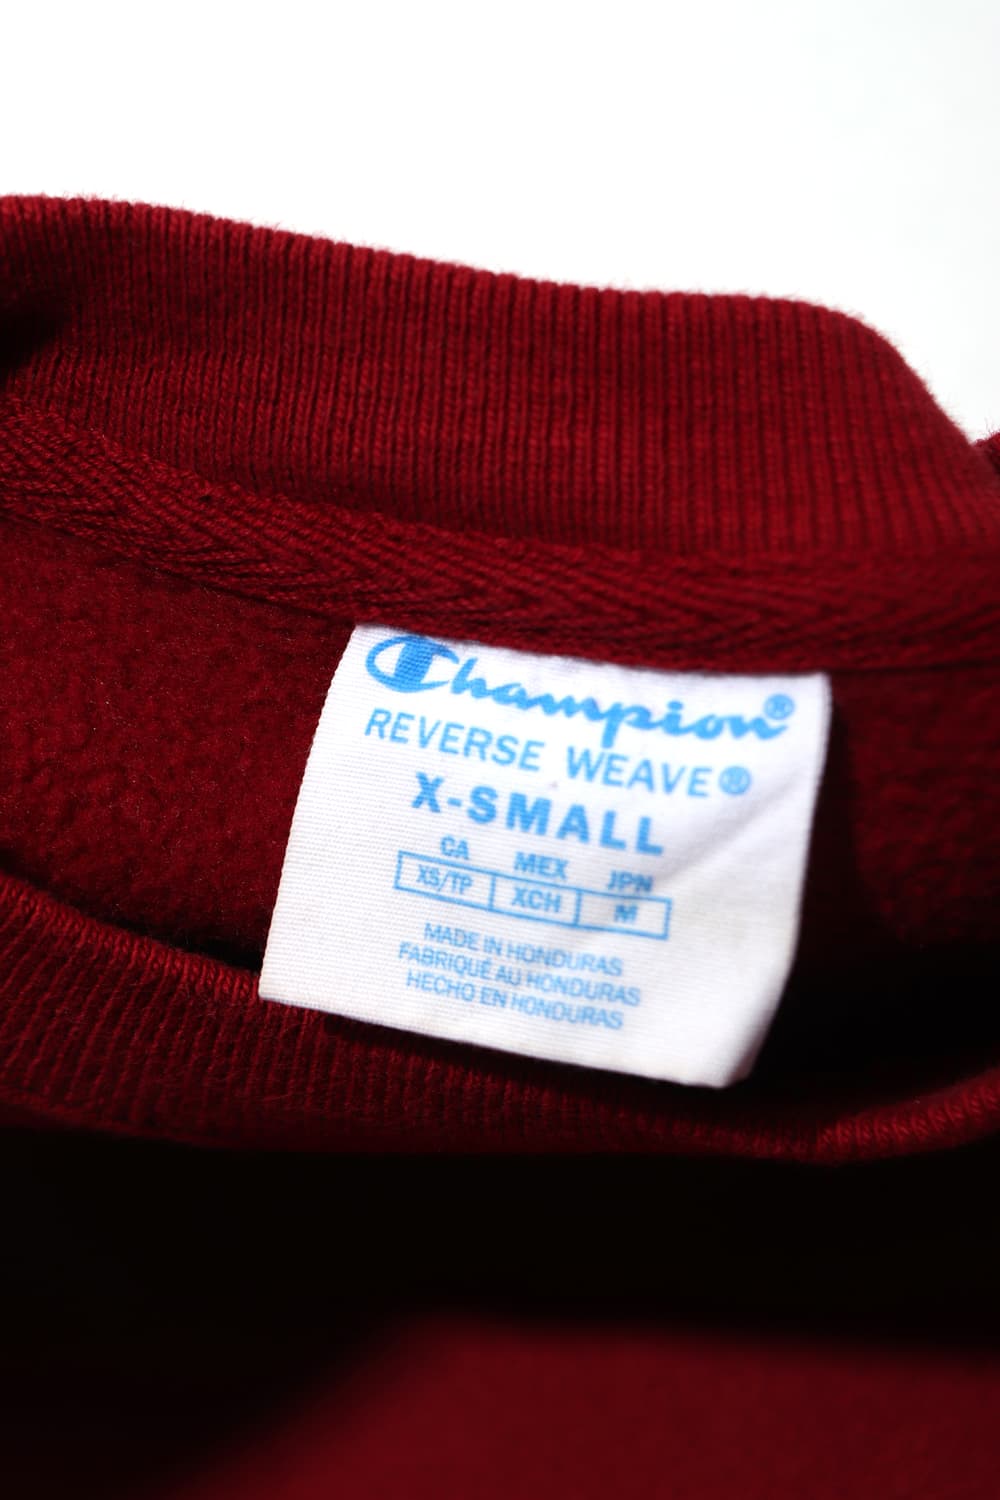 Champion®
REVERSE WEAVE®
X-SMALL
CA MEX JPN
XS/TP XCH M
MADE IN HONDURAS
FABRIQUÉ AU HONDURAS
HECHO EN HONDURAS